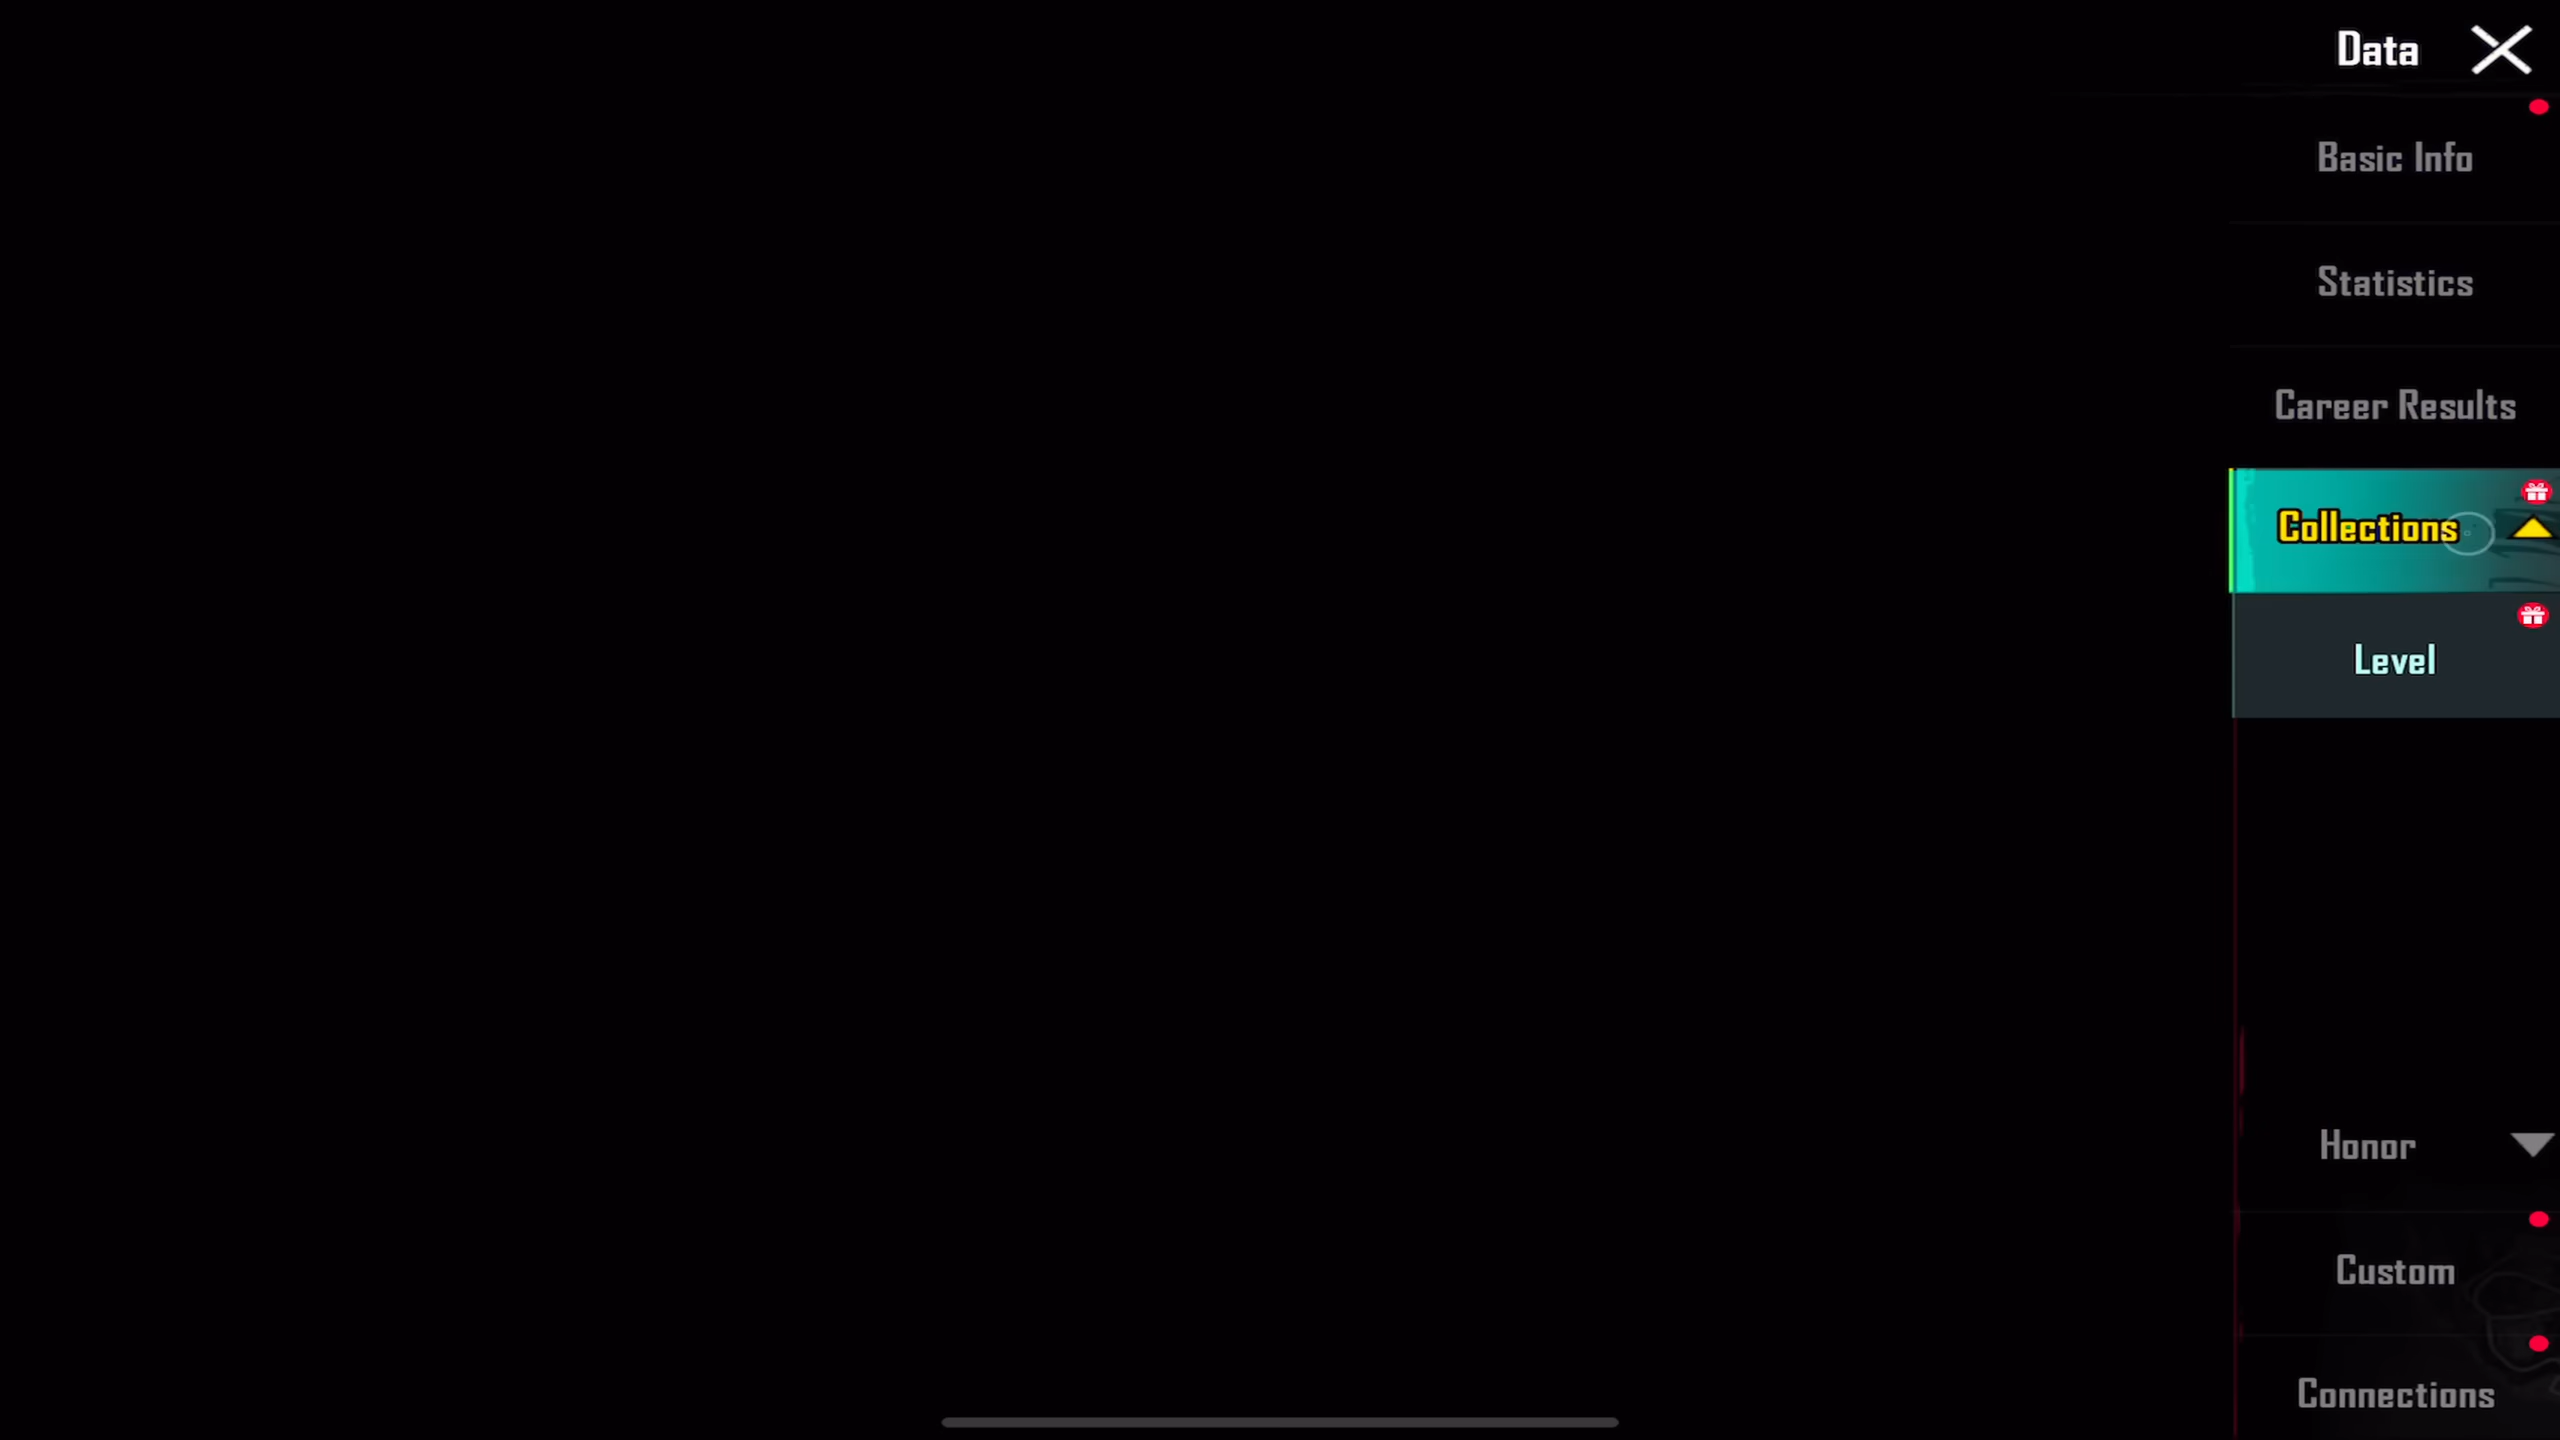 Data
Basic Info
Statistics
Career Results
Collections
Level
Honor
Custom
Connections